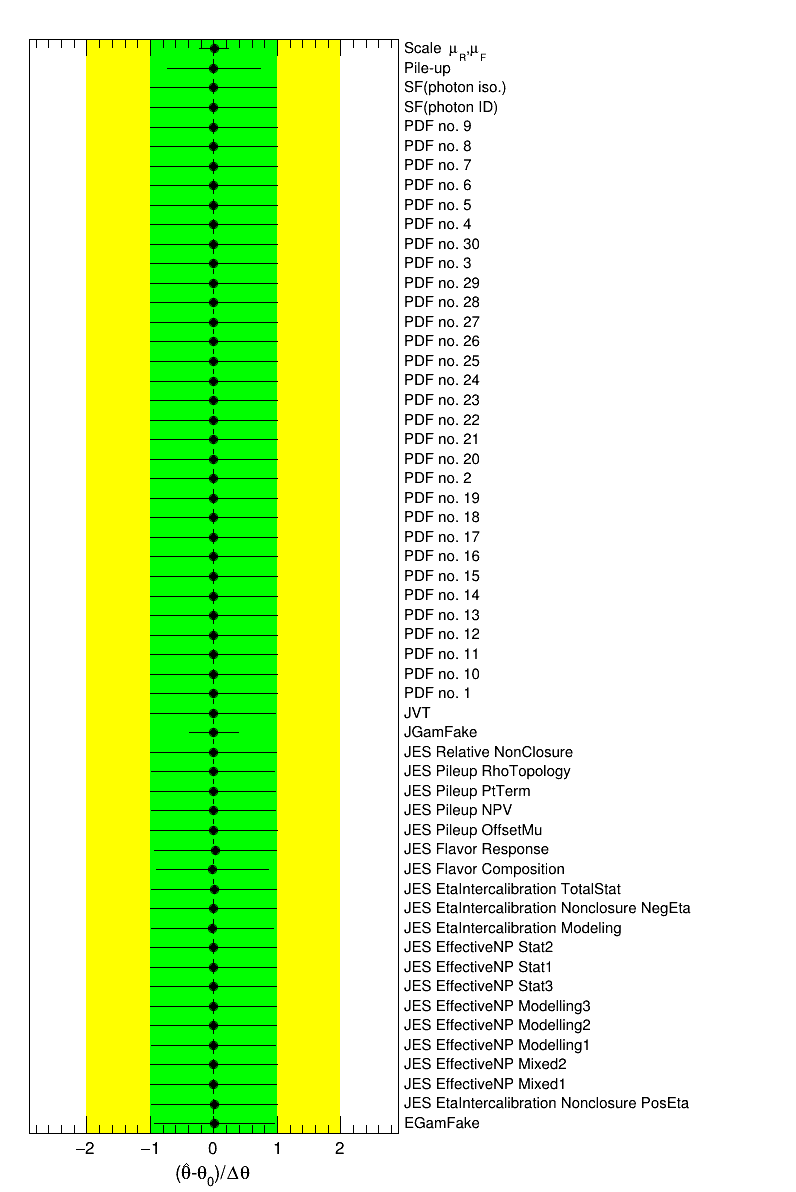 Scale μR,μF
Pile-up
SF(photon iso.)
SF(photon ID)
PDF no. 9
PDF no. 8
PDF no. 7
PDF no. 6
PDF no. 5
PDF no. 4
PDF no. 30
PDF no. 3
PDF no. 29
PDF no. 28
PDF no. 27
PDF no. 26
PDF no. 25
PDF no. 24
PDF no. 23
PDF no. 22
PDF no. 21
PDF no. 20
PDF no. 2
PDF no. 19
PDF no. 18
PDF no. 17
PDF no. 16
PDF no. 15
PDF no. 14
PDF no. 13
PDF no. 12
PDF no. 11
PDF no. 10
PDF no. 1
JVT
JGamFake
JES Relative NonClosure
JES Pileup RhoTopology
JES Pileup PtTerm
JES Pileup NPV
JES Pileup OffsetMu
JES Flavor Response
JES Flavor Composition
JES EtaIntercalibration TotalStat
JES EtaIntercalibration Nonclosure NegEta
JES EtaIntercalibration Modeling
JES EffectiveNP Stat2
JES EffectiveNP Stat1
JES EffectiveNP Stat3
JES EffectiveNP Modelling3
JES EffectiveNP Modelling2
JES EffectiveNP Modelling1
JES EffectiveNP Mixed2
JES EffectiveNP Mixed1
JES EtaIntercalibration Nonclosure PosEta
EGamFake
−2 −1 0 1 2
(θ̂-θ0)/Δθ